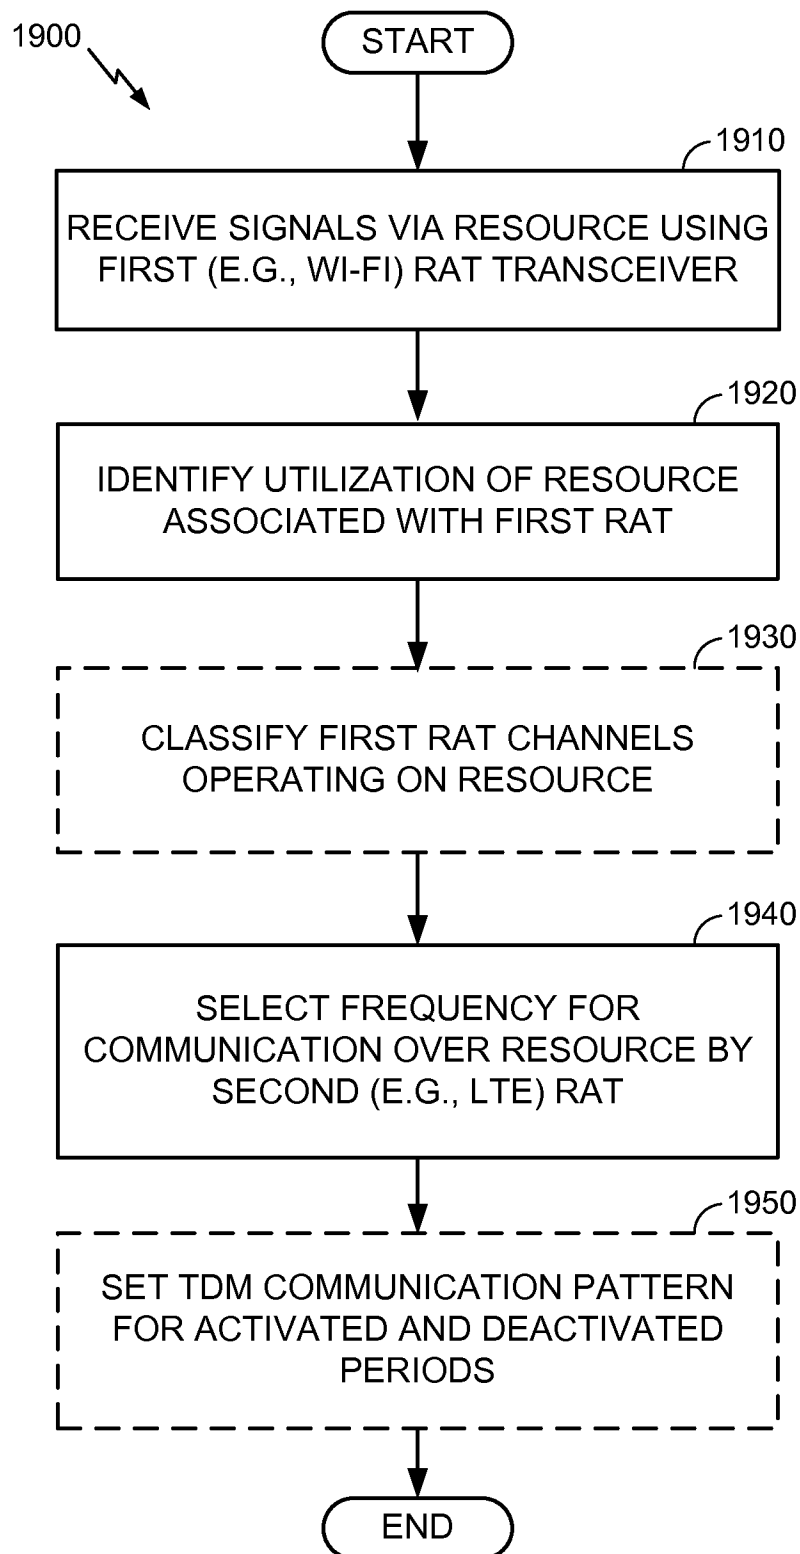 1900
START
1910
RECEIVE SIGNALS VIA RESOURCE USING
FIRST (E.G., WI-FI) RAT TRANSCEIVER
1920
IDENTIFY UTILIZATION OF RESOURCE
ASSOCIATED WITH FIRST RAT
1930
CLASSIFY FIRST RAT CHANNELS
OPERATING ON RESOURCE
1940
SELECT FREQUENCY FOR
COMMUNICATION OVER RESOURCE BY
SECOND (E.G., LTE) RAT
1950
SET TDM COMMUNICATION PATTERN
FOR ACTIVATED AND DEACTIVATED
PERIODS
END